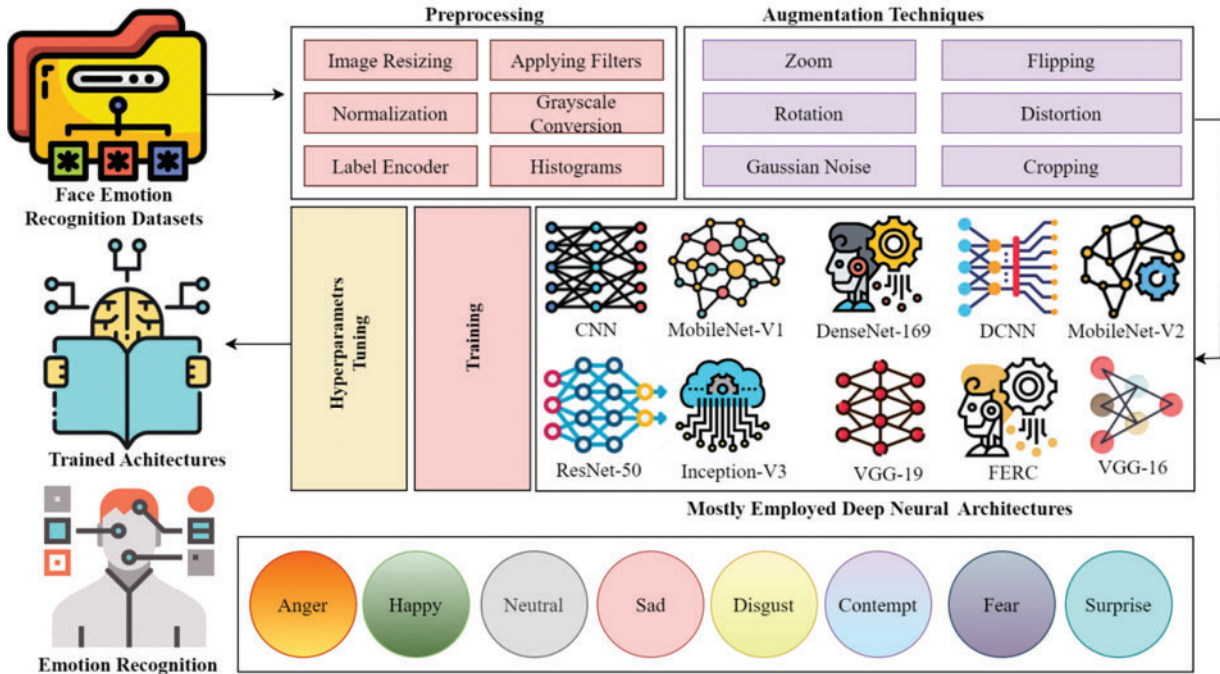 Preprocessing
Augmentation Techniques
Image Resizing
Applying Filters
Normalization
Grayscale
Conversion
Label Encoder
Histograms
Zoom
Flipping
Rotation
Distortion
Gaussian Noise
Cropping
Face Emotion
Recognition Datasets
Hyperparametrs
Tuning
Training
CNN
MobileNet-V1
DenseNet-169
DCNN
MobileNet-V2
ResNet-50
Inception-V3
VGG-19
FERC
VGG-16
Trained Achitectures
Mostly Employed Deep Neural Architectures
Anger
Happy
Neutral
Sad
Disgust
Contempt
Fear
Surprise
Emotion Recognition